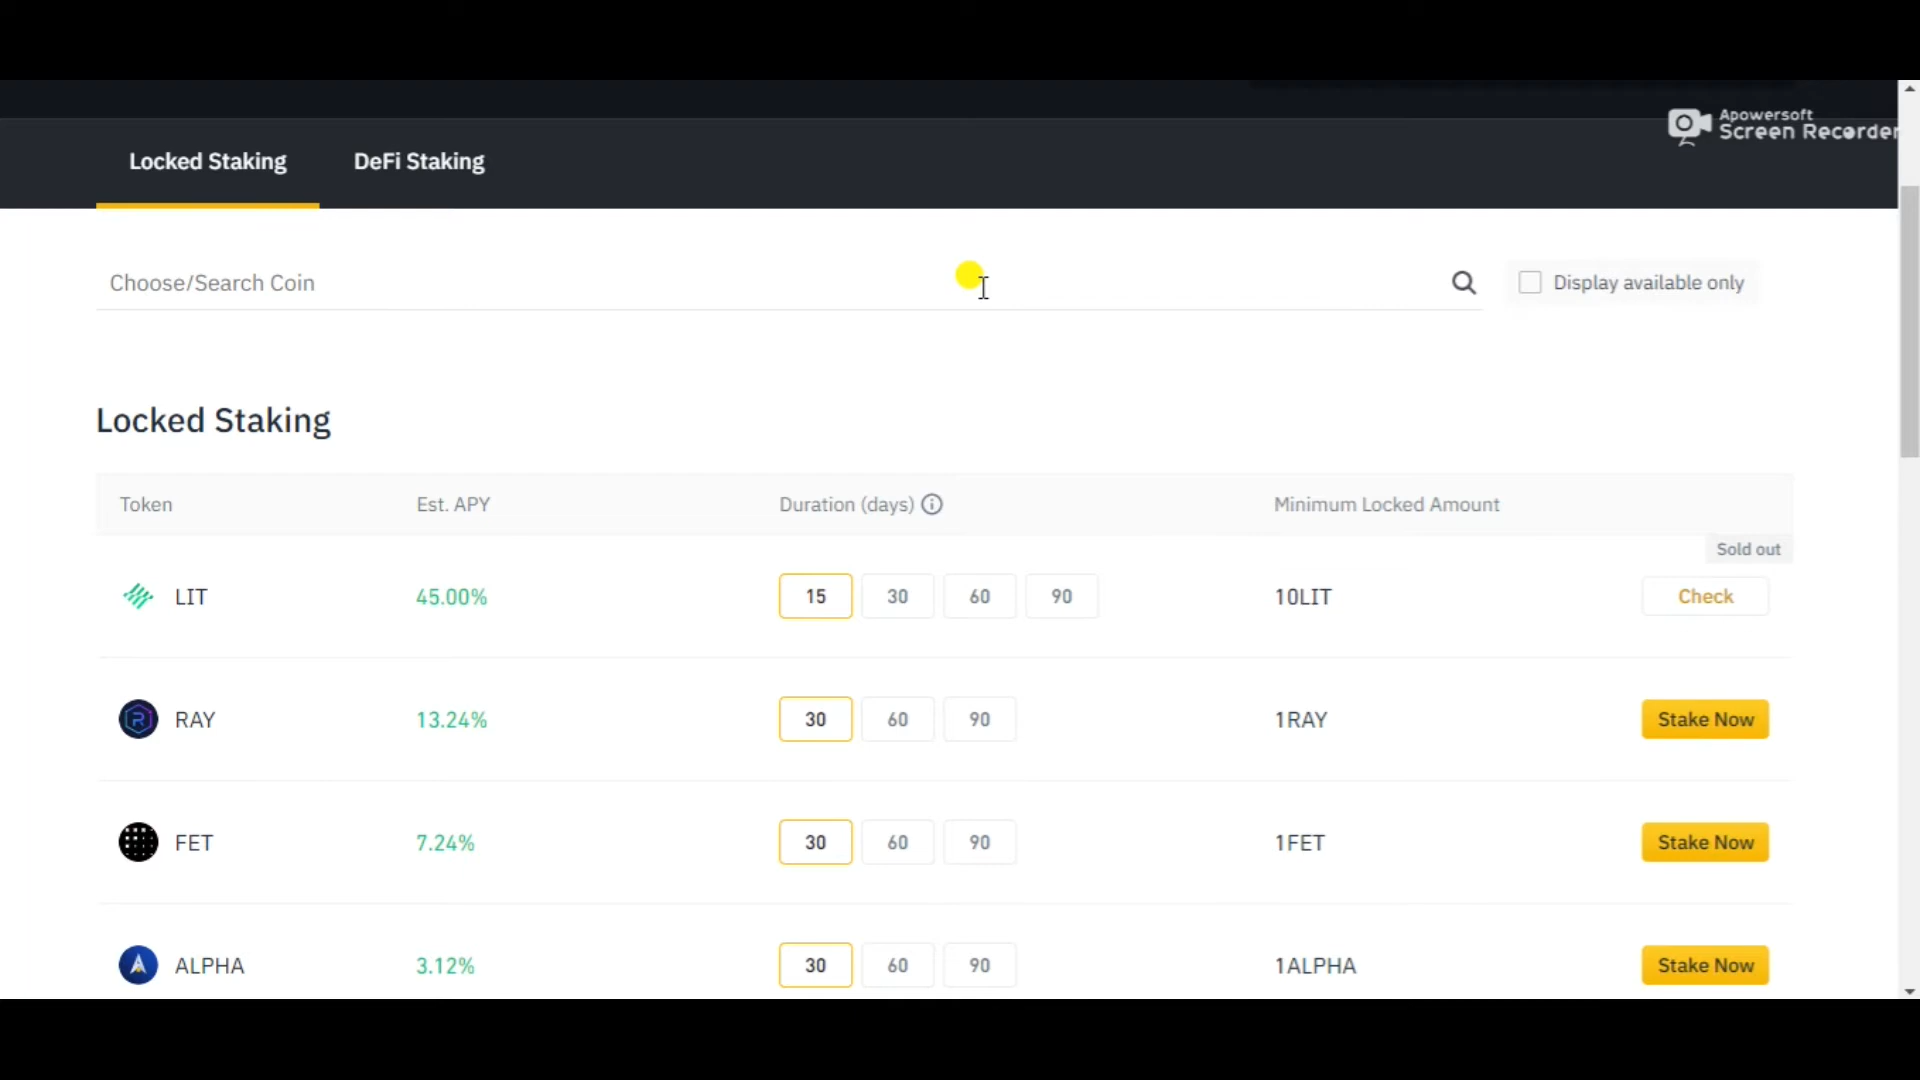 Apowersoft
Screen Recorder
Locked Staking DeFi Staking
Choose/Search Coin Display available only
Locked Staking
Token Est. APY Duration (days) Minimum Locked Amount
Sold out
LIT 45.00% 15 30 60 90 10LIT Check
RAY 13.24% 30 60 90 1RAY Stake Now
FET 7.24% 30 60 90 1FET Stake Now
ALPHA 3.12% 30 60 90 1ALPHA Stake Now